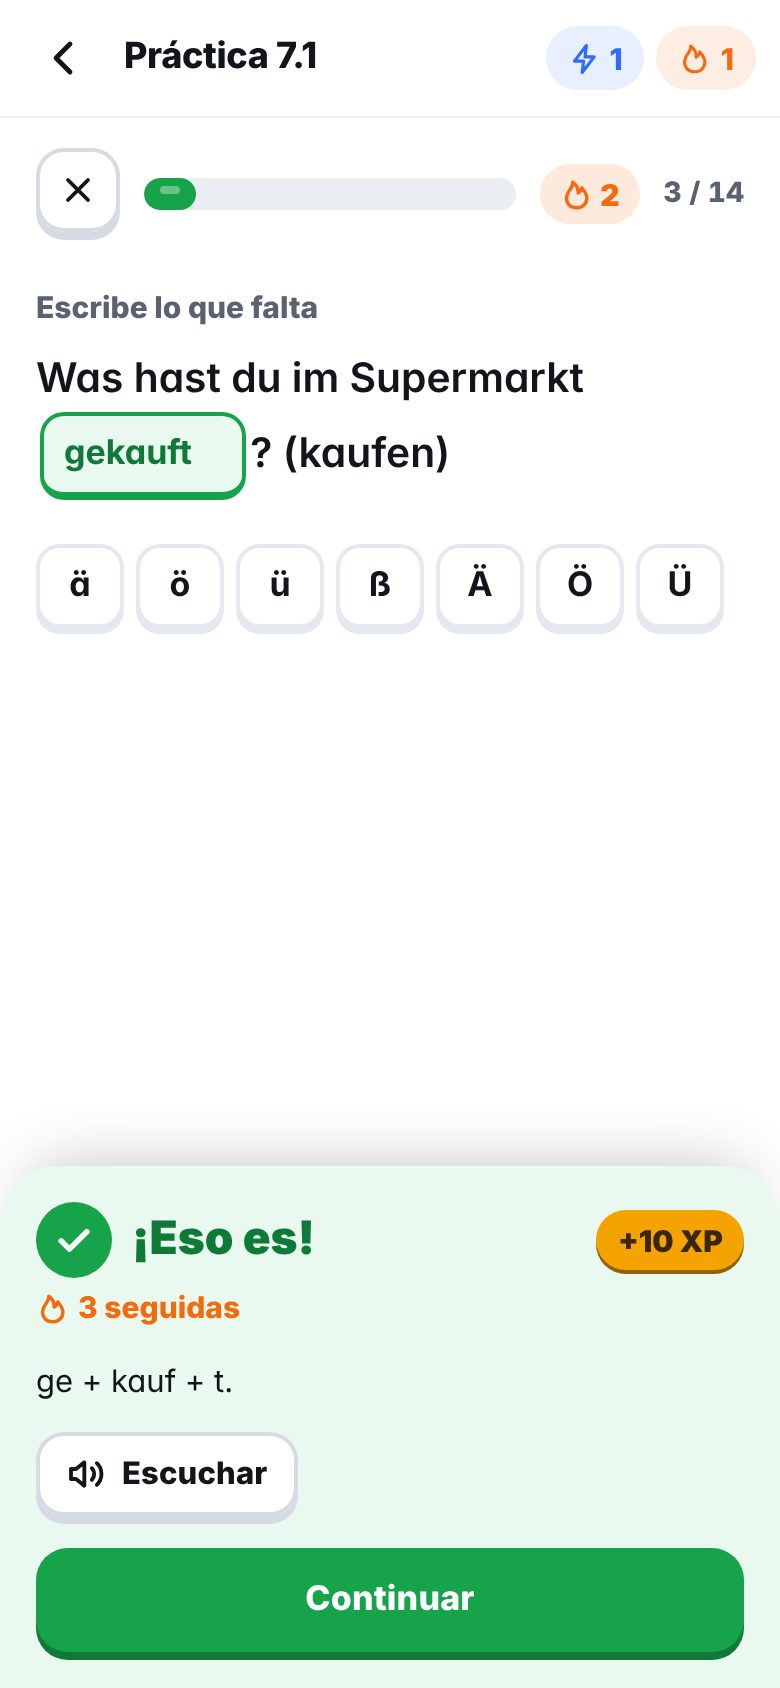 Práctica 7.1
1
1
2
3 / 14
Escribe lo que falta
Was hast du im Supermarkt
gekauft ? (kaufen)
ä ö ü ß Ä Ö Ü
¡Eso es!
+10 XP
3 seguidas
ge + kauf + t.
Escuchar
Continuar